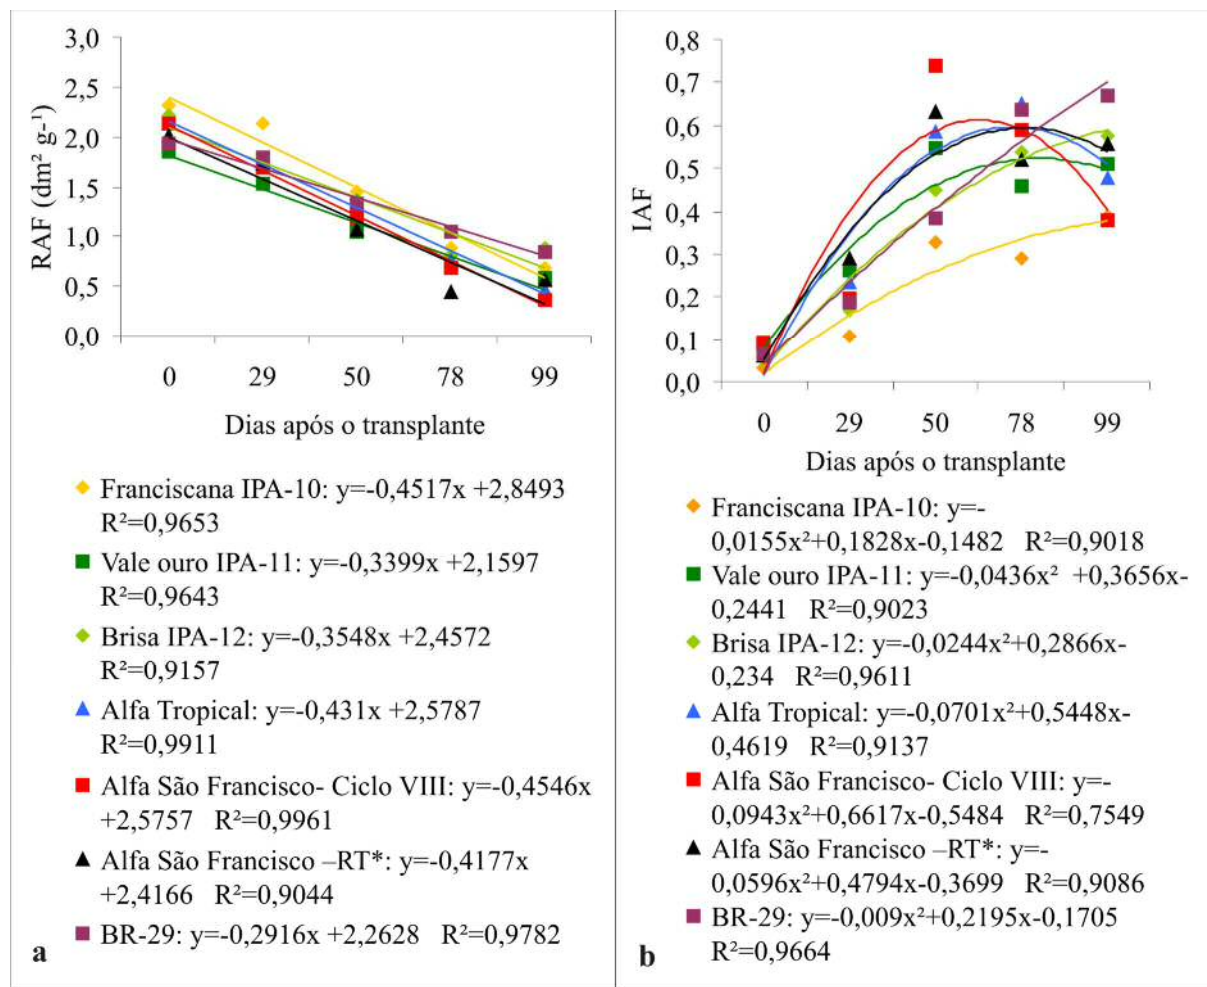 3,0
2,5
2,0
1,5
1,0
0,5
0,0
RAF (dm² g-¹)
0 29 50 78 99
Dias após o transplante
Franciscana IPA-10: y=-0,4517x +2,8493
R²=0,9653
Vale ouro IPA-11: y=-0,3399x +2,1597
R²=0,9643
Brisa IPA-12: y=-0,3548x +2,4572
R²=0,9157
Alfa Tropical: y=-0,431x +2,5787
R²=0,9911
Alfa São Francisco- Ciclo VIII: y=-0,4546x
+2,5757 R²=0,9961
Alfa São Francisco –RT*: y=-0,4177x
+2,4166 R²=0,9044
BR-29: y=-0,2916x +2,2628 R²=0,9782
a
0,8
0,7
0,6
0,5
0,4
0,3
0,2
0,1
0,0
IAF
0 29 50 78 99
Dias após o transplante
Franciscana IPA-10: y=-
0,0155x²+0,1828x-0,1482 R²=0,9018
Vale ouro IPA-11: y=-0,0436x² +0,3656x-
0,2441 R²=0,9023
Brisa IPA-12: y=-0,0244x²+0,2866x-
0,234 R²=0,9611
Alfa Tropical: y=-0,0701x²+0,5448x-
0,4619 R²=0,9137
Alfa São Francisco- Ciclo VIII: y=-
0,0943x²+0,6617x-0,5484 R²=0,7549
Alfa São Francisco –RT*: y=-
0,0596x²+0,4794x-0,3699 R²=0,9086
BR-29: y=-0,009x²+0,2195x-0,1705
R²=0,9664
b